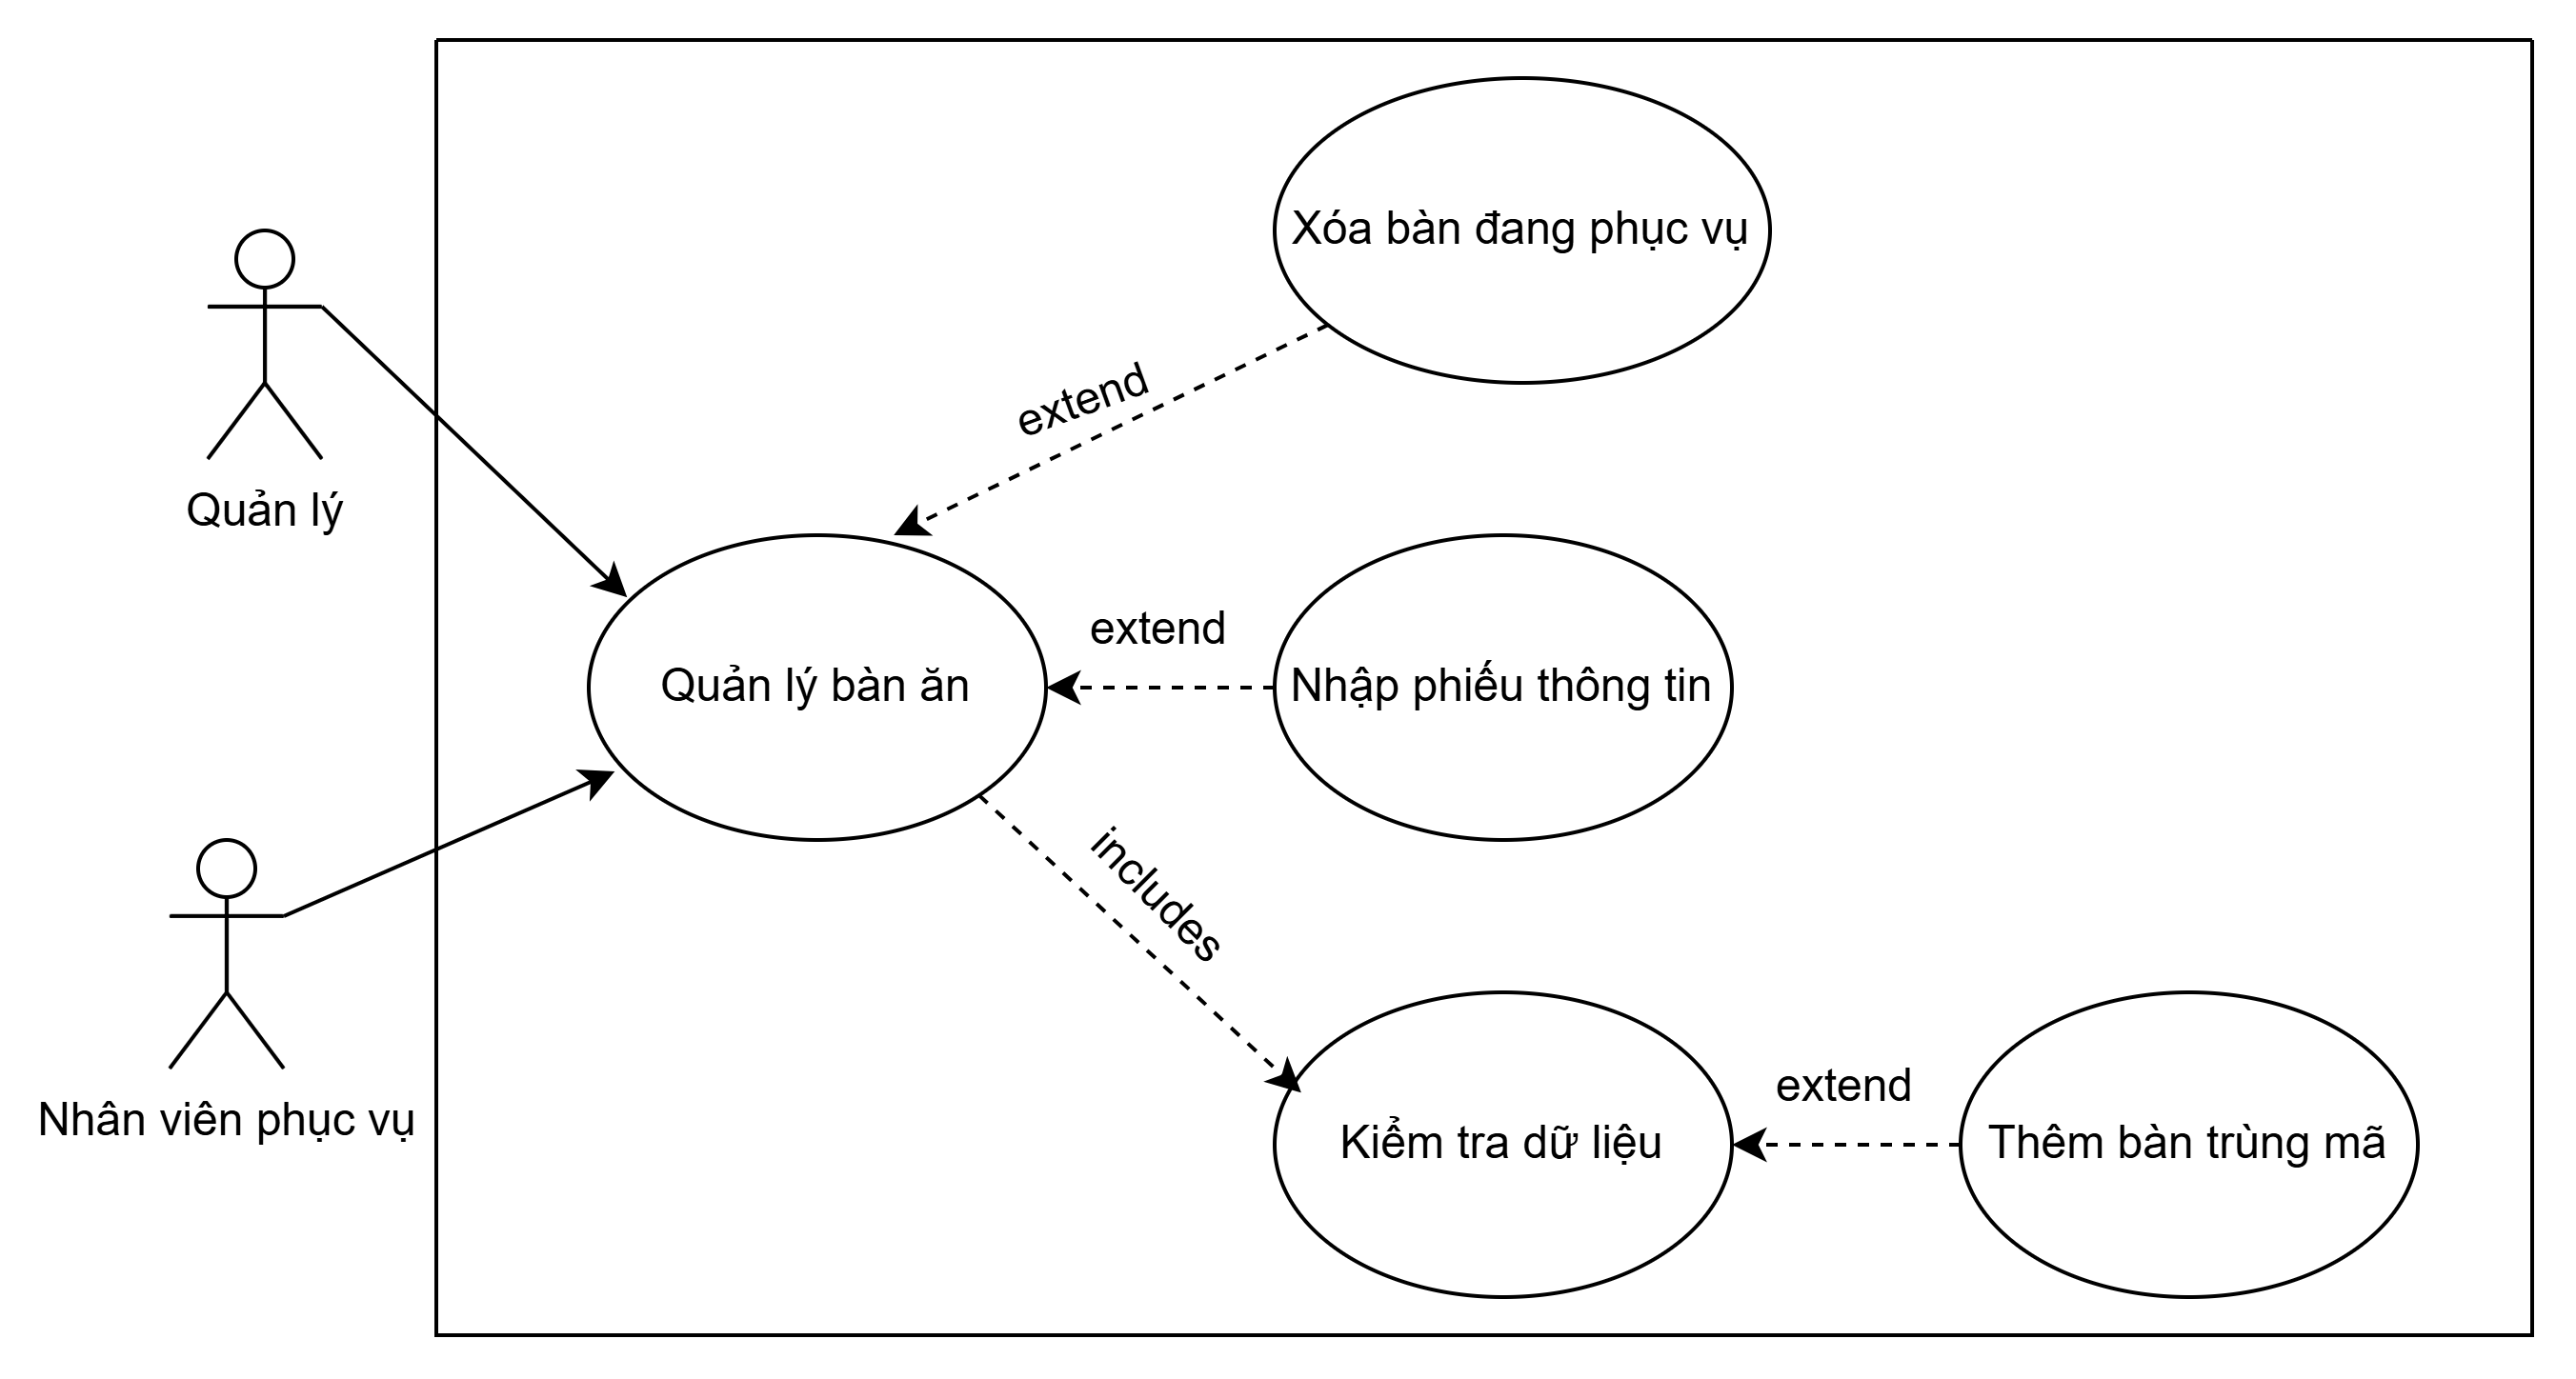 Xóa bàn đang phục vụ
extend
Quản lý
extend
Quản lý bàn ăn
Nhập phiếu thông tin
includes
extend
Nhân viên phục vụ
Kiểm tra dữ liệu
Thêm bàn trùng mã